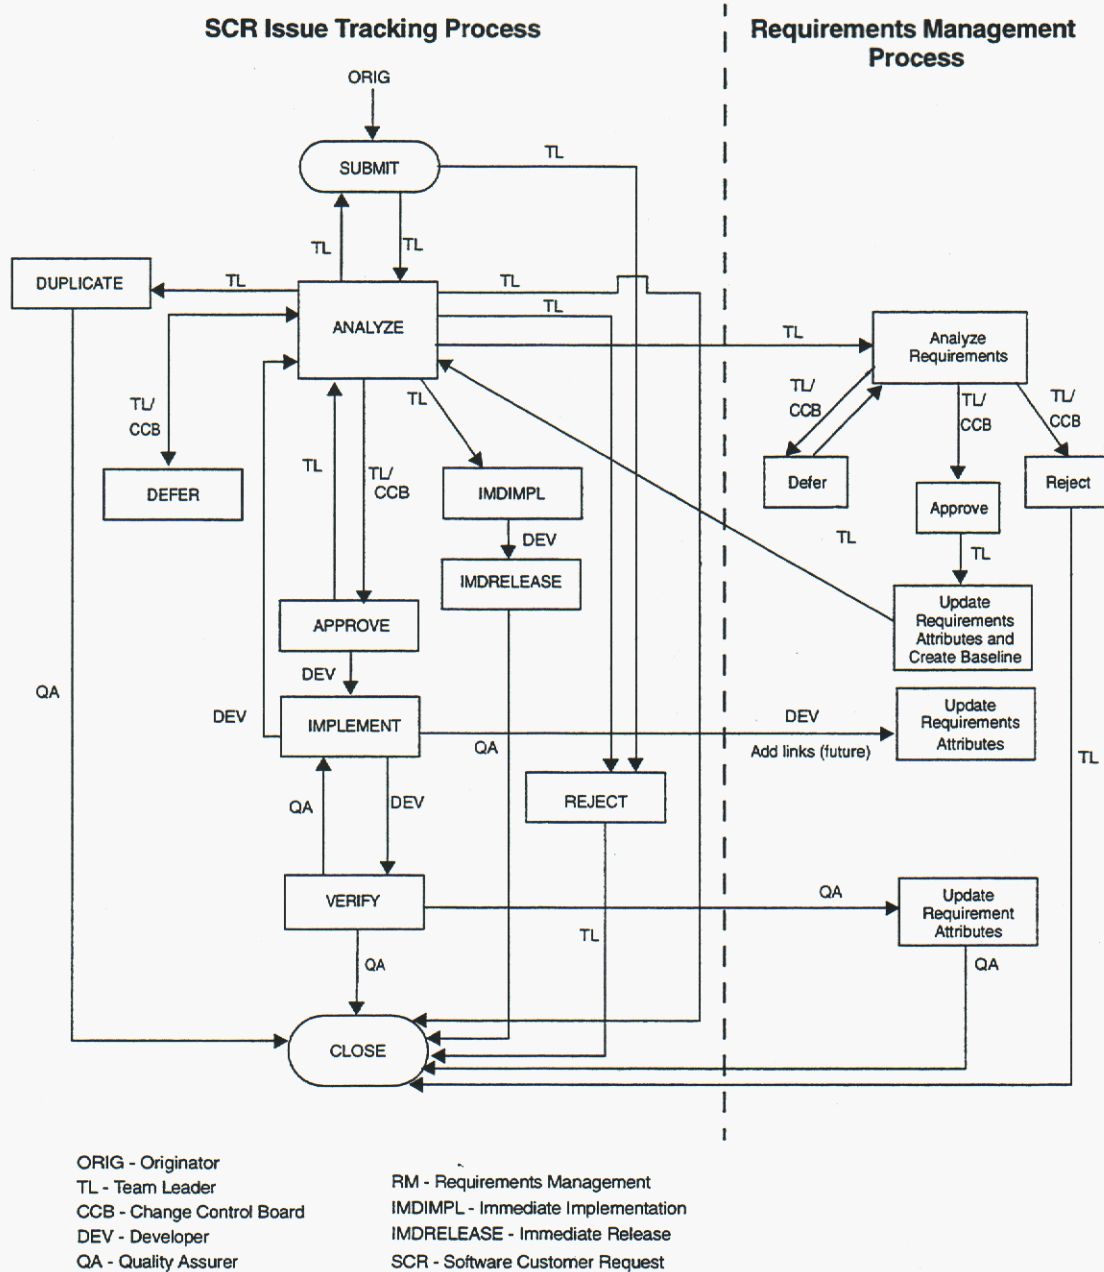 SCR Issue Tracking Process
Requirements Management
Process
ORIG
SUBMIT
TL
TL
TL
DUPLICATE
TL
TL
TL
ANALYZE
TL
Analyze
Requirements
TL/
CCB
TL
TL/
CCB
TL/
CCB
TL/
CCB
TL
TL/
CCB
DEFER
IMDIMPL
Defer
Reject
Approve
DEV
TL
TL
IMDRELEASE
APPROVE
Update
Requirements
Attributes and
Create Baseline
DEV
QA
DEV
IMPLEMENT
QA
DEV
Add links (future)
Update
Requirements
Attributes
TL
QA
DEV
REJECT
VERIFY
QA
Update
Requirement
Attributes
TL
QA
QA
CLOSE
ORIG - Originator
TL - Team Leader
CCB - Change Control Board
DEV - Developer
QA - Quality Assurer
RM - Requirements Management
IMDIMPL - Immediate Implementation
IMDRELEASE - Immediate Release
SCR - Software Customer Request